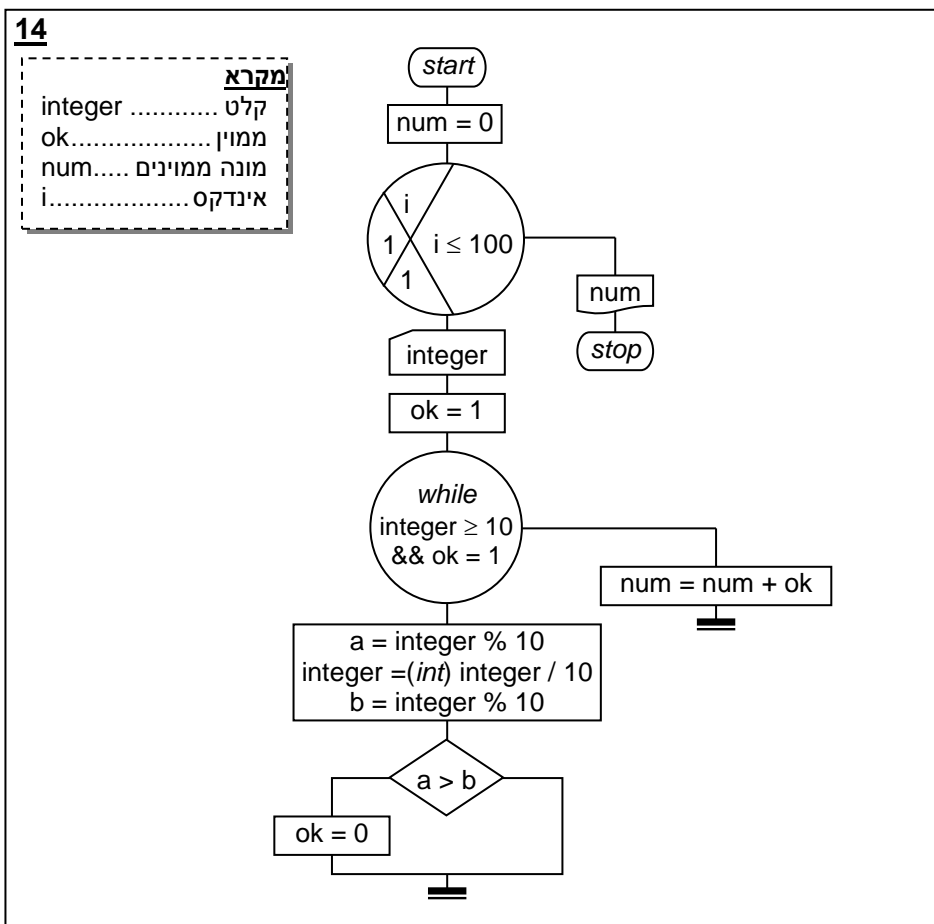 14
מקרא
קלט ............ integer
ממוין ...................ok
מונה ממוינים .....num
אינדקס ...................i
start
num = 0
i
1
1
i ≤ 100
num
stop
integer
ok = 1
while
integer ≥ 10
&& ok = 1
num = num + ok
a = integer % 10
integer =(int) integer / 10
b = integer % 10
a > b
ok = 0